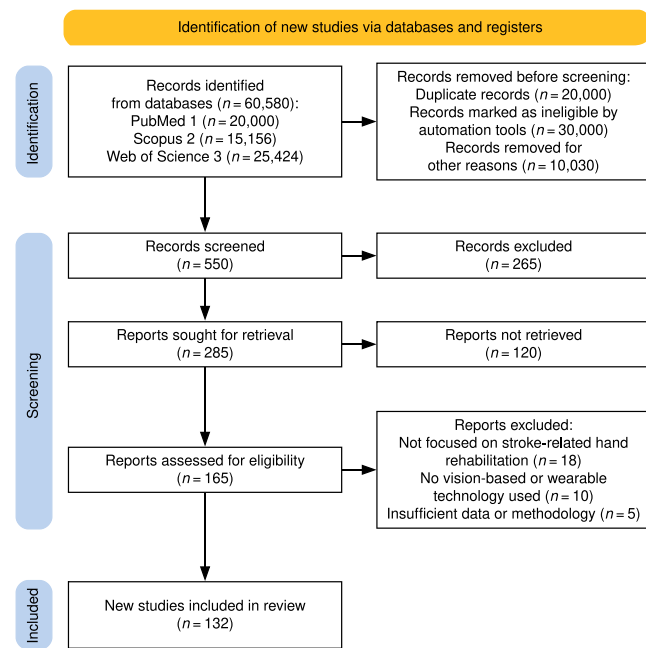 Identification of new studies via databases and registers
Identification
Records identified
from databases (n = 60,580):
PubMed 1 (n = 20,000)
Scopus 2 (n = 15,156)
Web of Science 3 (n = 25,424)
Records removed before screening:
Duplicate records (n = 20,000)
Records marked as ineligible by
automation tools (n = 30,000)
Records removed for
other reasons (n = 10,030)
Screening
Records screened
(n = 550)
Records excluded
(n = 265)
Reports sought for retrieval
(n = 285)
Reports not retrieved
(n = 120)
Reports assessed for eligibility
(n = 165)
Reports excluded:
Not focused on stroke-related hand
rehabilitation (n = 18)
No vision-based or wearable
technology used (n = 10)
Insufficient data or methodology (n = 5)
Included
New studies included in review
(n = 132)